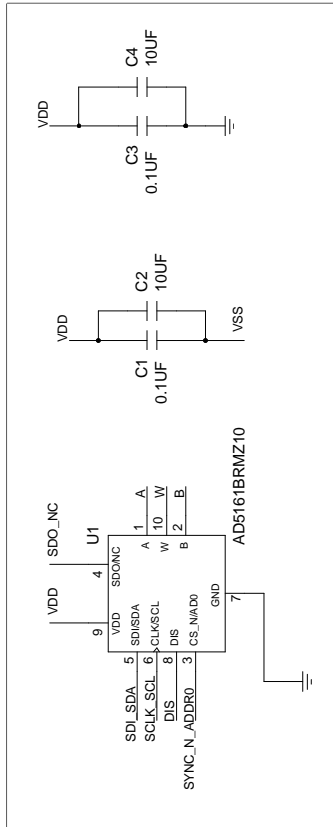 VDD
SDO_NC
9
4
U1
VDD
SDO/NC
SDI_SDA
5
SDI/SDA
SCLK_SCL
6
CLK/SCL
DIS
8
DIS
SYNC_N_ADDR0
3
CS_N/AD0
A
1
A
W
10
W
B
2
B
GND
7
AD5161BRMZ10
VDD
C1
0.1UF
C2
10UF
VSS
VDD
C3
0.1UF
C4
10UF